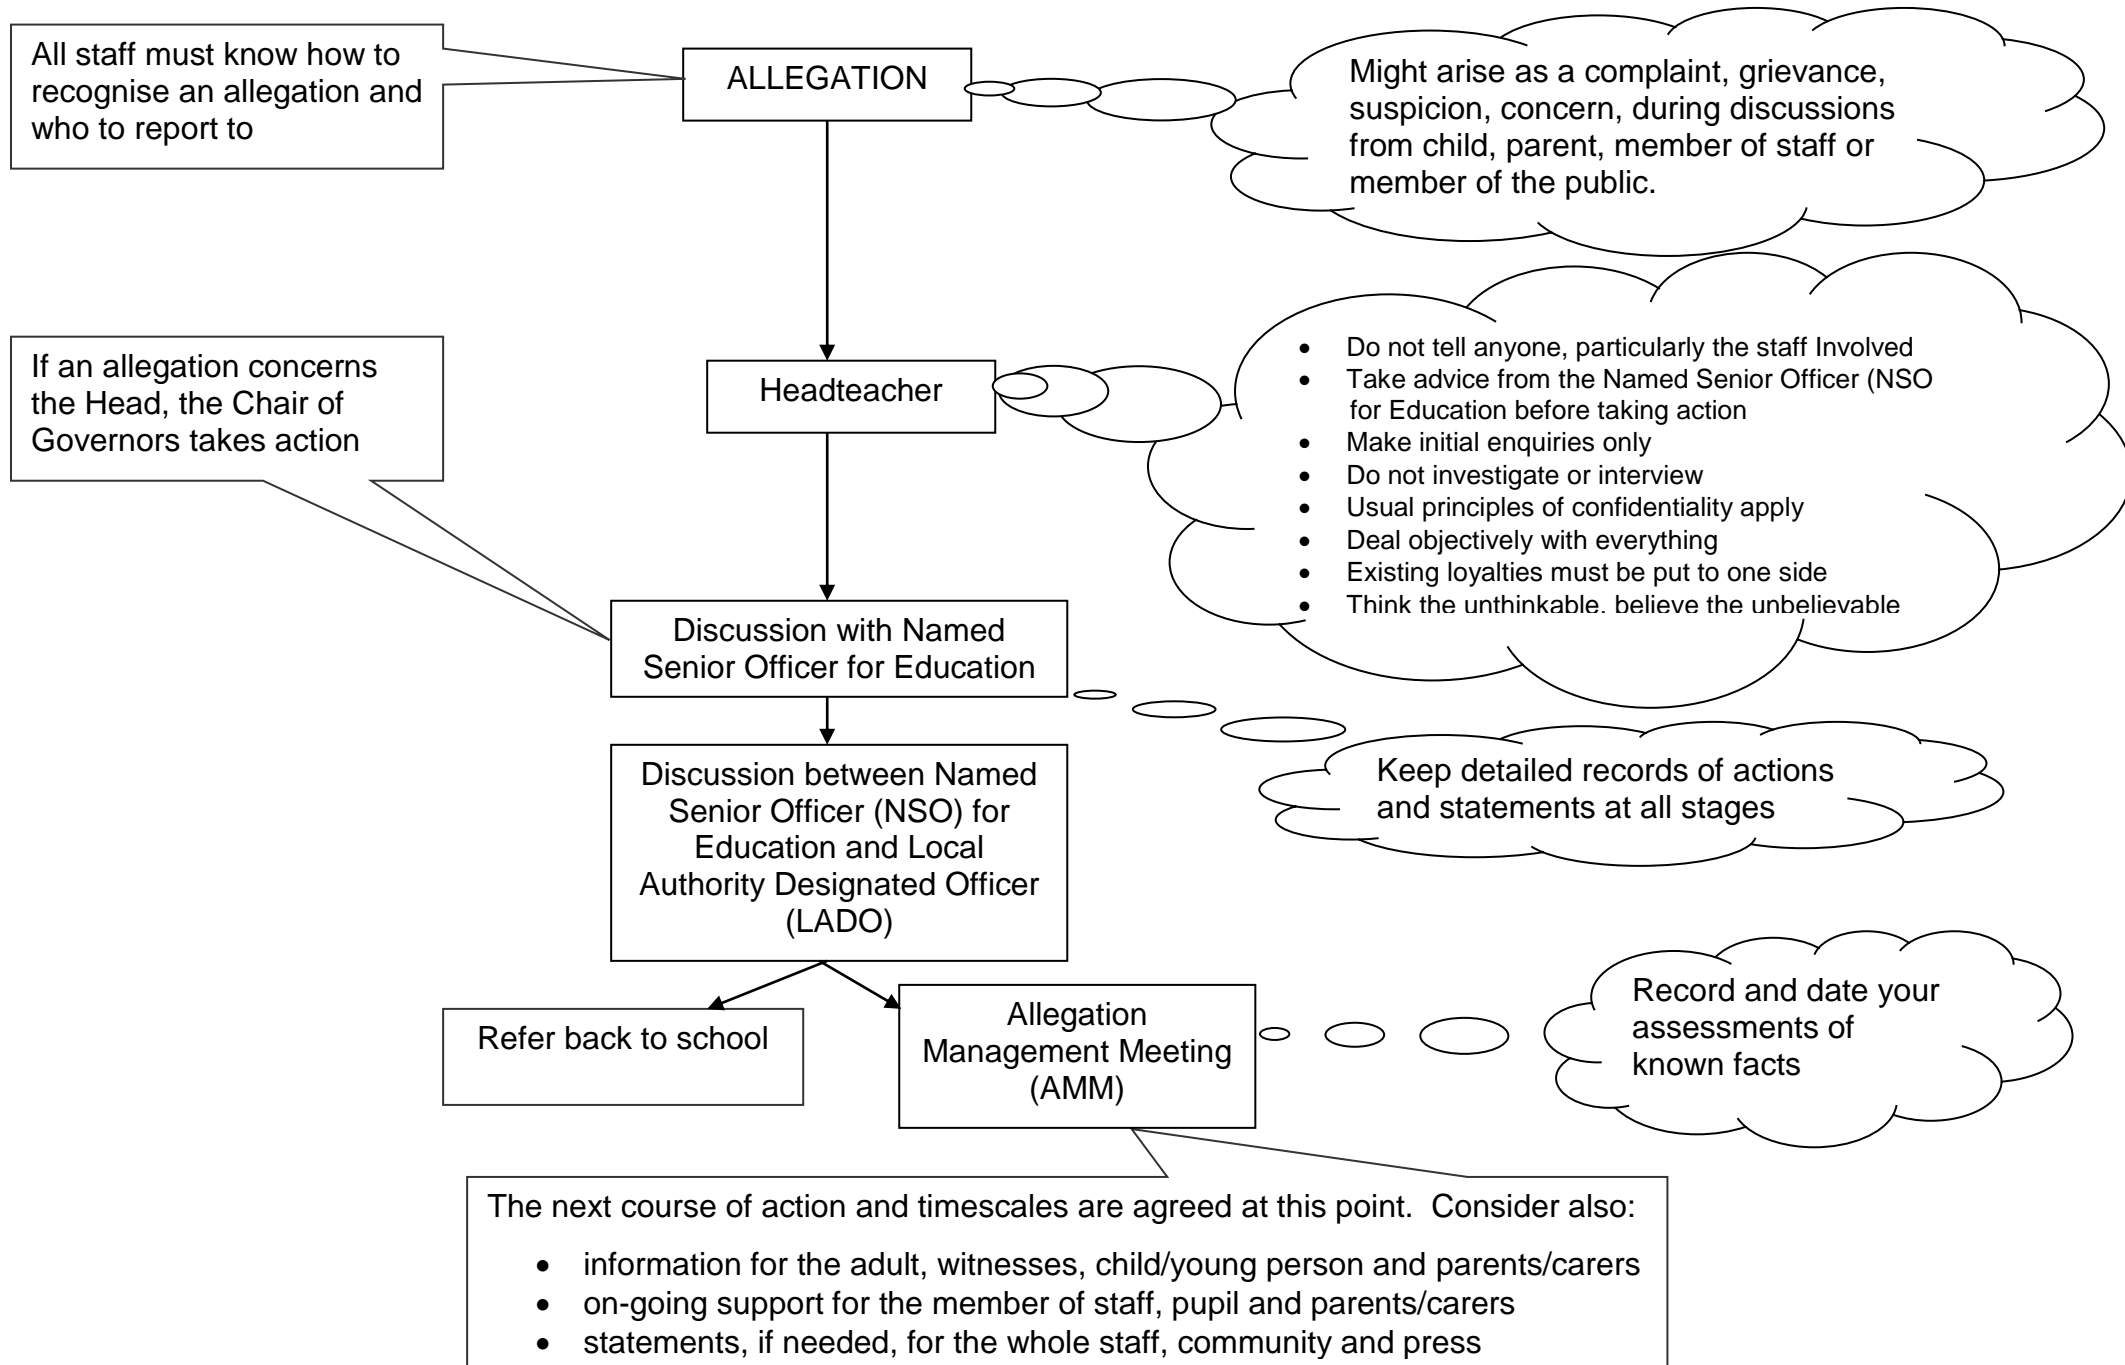 All staff must know how to
recognise an allegation and
who to report to
ALLEGATION
Might arise as a complaint, grievance,
suspicion, concern, during discussions
from child, parent, member of staff or
member of the public.
If an allegation concerns
the Head, the Chair of
Governors takes action
Headteacher
• Do not tell anyone, particularly the staff Involved
• Take advice from the Named Senior Officer (NSO
for Education before taking action
• Make initial enquiries only
• Do not investigate or interview
• Usual principles of confidentiality apply
• Deal objectively with everything
• Existing loyalties must be put to one side
• Think the unthinkable, believe the unbelievable
Discussion with Named
Senior Officer for Education
Keep detailed records of actions
and statements at all stages
Discussion between Named
Senior Officer (NSO) for
Education and Local
Authority Designated Officer
(LADO)
Refer back to school
Allegation
Management Meeting
(AMM)
Record and date your
assessments of
known facts
The next course of action and timescales are agreed at this point.  Consider also:
• information for the adult, witnesses, child/young person and parents/carers
• on-going support for the member of staff, pupil and parents/carers
• statements, if needed, for the whole staff, community and press